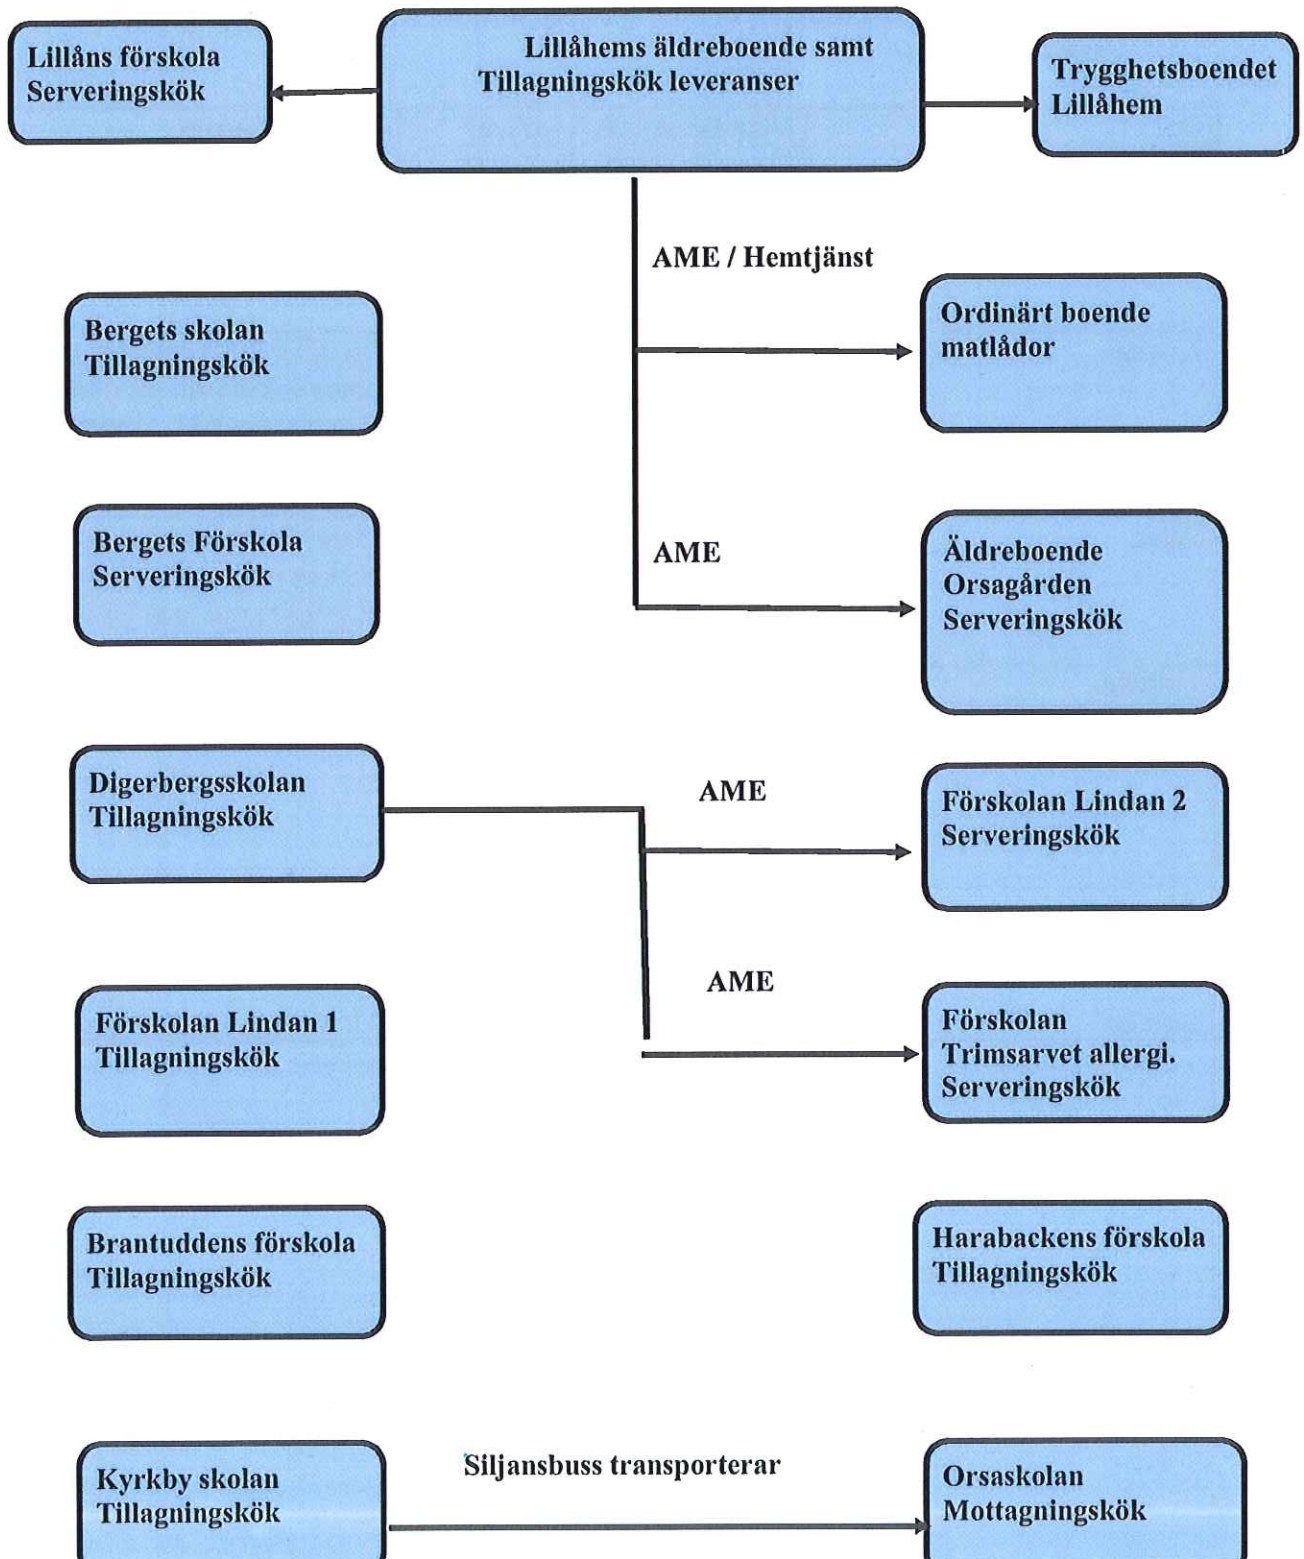 Lillåns förskola
Serveringskök
Lillåhems äldreboende samt
Tillagningskök leveranser
Trygghetsboendet
Lillåhem
AME / Hemtjänst
Bergets skolan
Tillagningskök
Ordinärt boende
matlådor
Bergets Förskola
Serveringskök
AME
Äldreboende
Orsagården
Serveringskök
Digerbergsskolan
Tillagningskök
AME
Förskolan Lindan 2
Serveringskök
Förskolan Lindan 1
Tillagningskök
AME
Förskolan
Trimsarvet allergi.
Serveringskök
Brantuddens förskola
Tillagningskök
Harabackens förskola
Tillagningskök
Kyrkby skolan
Tillagningskök
Siljansbuss transporterar
Orsaskolan
Mottagningskök